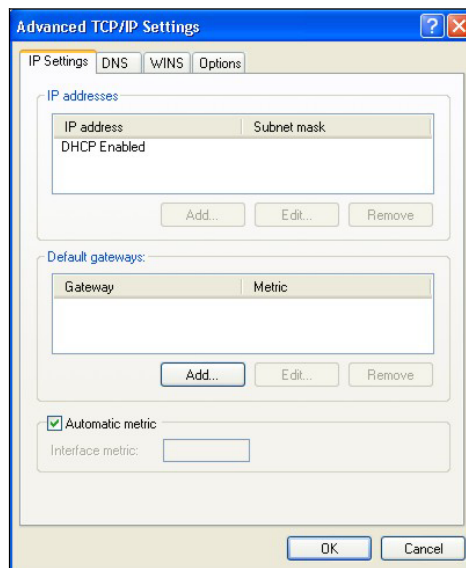 Advanced TCP/IP Settings
IP Settings DNS WINS Options
IP addresses
IP address Subnet mask
DHCP Enabled
Add... Edit... Remove
Default gateways:
Gateway Metric
Add... Edit... Remove
Automatic metric
Interface metric:
OK Cancel